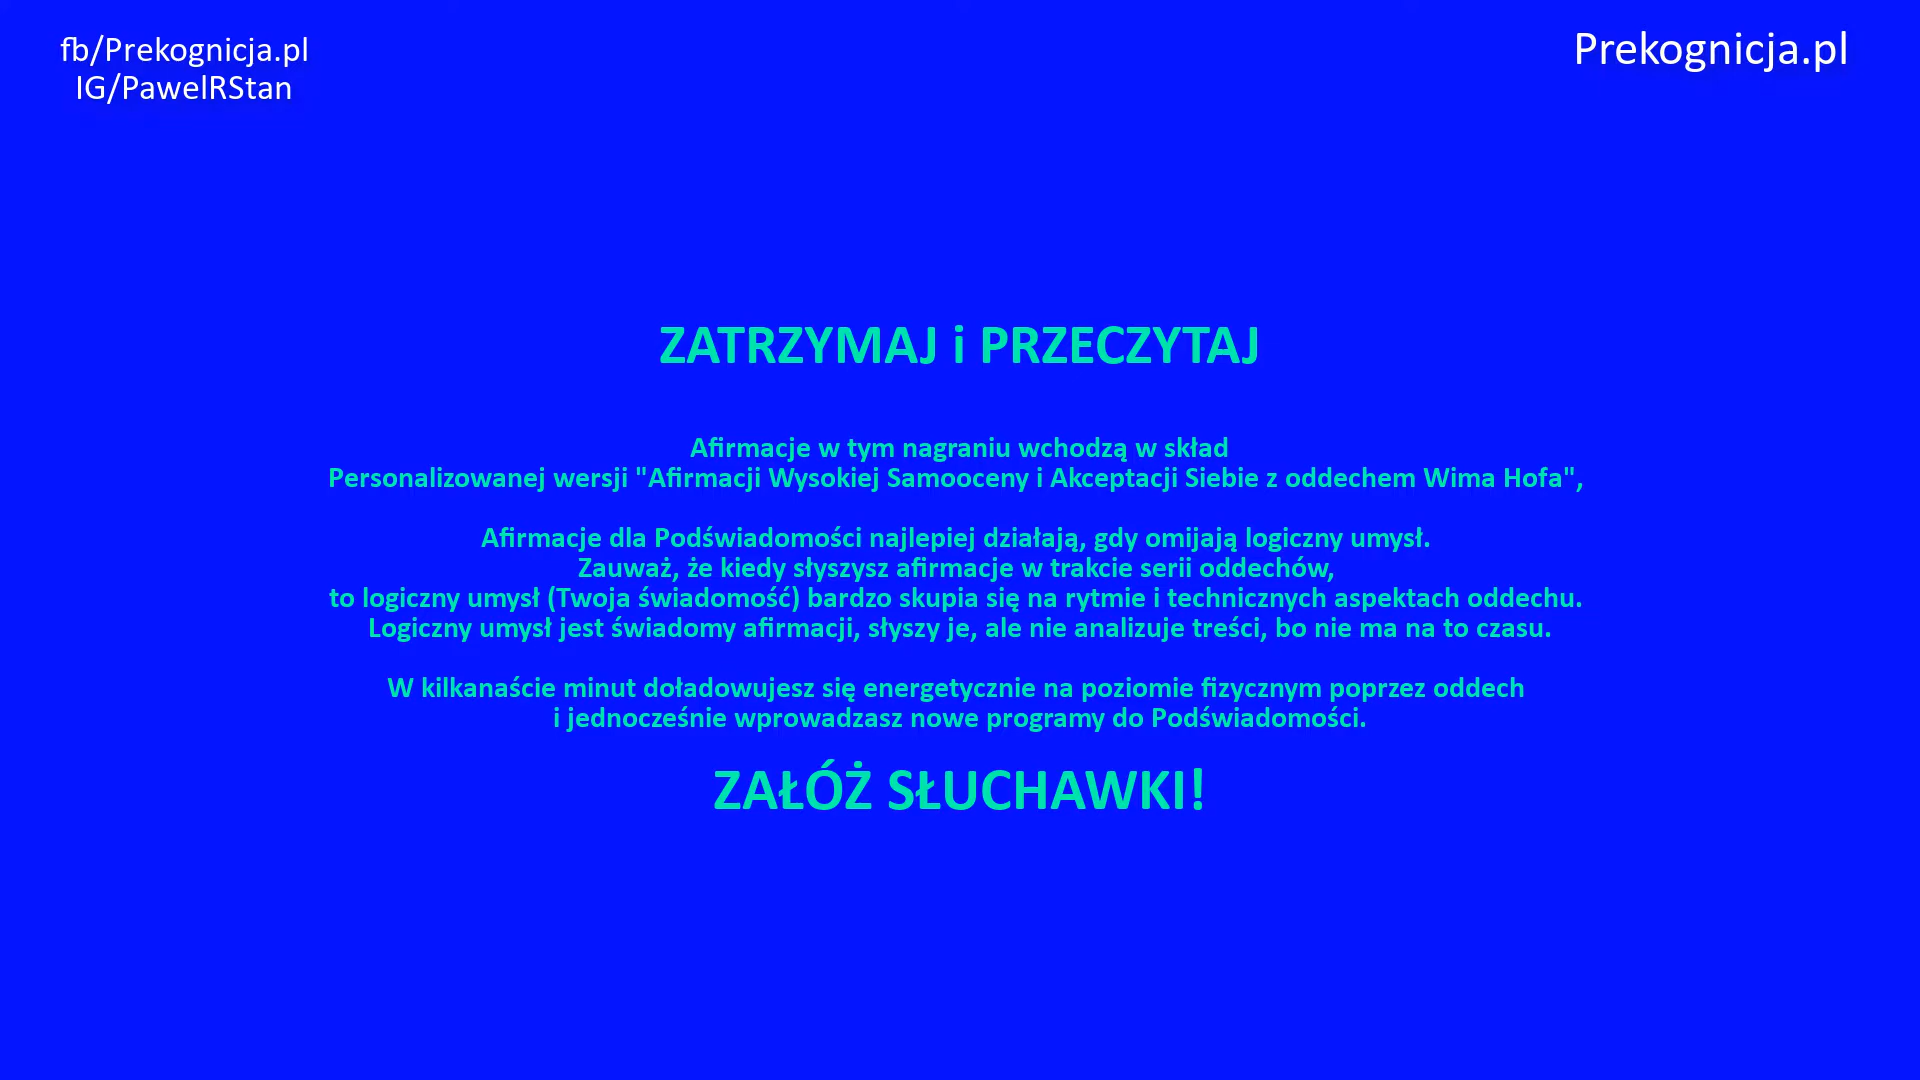 fb/Prekognicja.pl
IG/PawelRStan
Prekognicja.pl
ZATRZYMAJ i PRZECZYTAJ
Afirmacje w tym nagraniu wchodzą w skład
Personalizowanej wersji "Afirmacji Wysokiej Samooceny i Akceptacji Siebie z oddechem Wima Hofa",
Afirmacje dla Podświadomości najlepiej działają, gdy omijają logiczny umysł.
Zauważ, że kiedy słyszysz afirmacje w trakcie serii oddechów,
to logiczny umysł (Twoja świadomość) bardzo skupia się na rytmie i technicznych aspektach oddechu.
Logiczny umysł jest świadomy afirmacji, słyszy je, ale nie analizuje treści, bo nie ma na to czasu.
W kilkanaście minut doładowujesz się energetycznie na poziomie fizycznym poprzez oddech
i jednocześnie wprowadzasz nowe programy do Podświadomości.
ZAŁÓŻ SŁUCHAWKI!